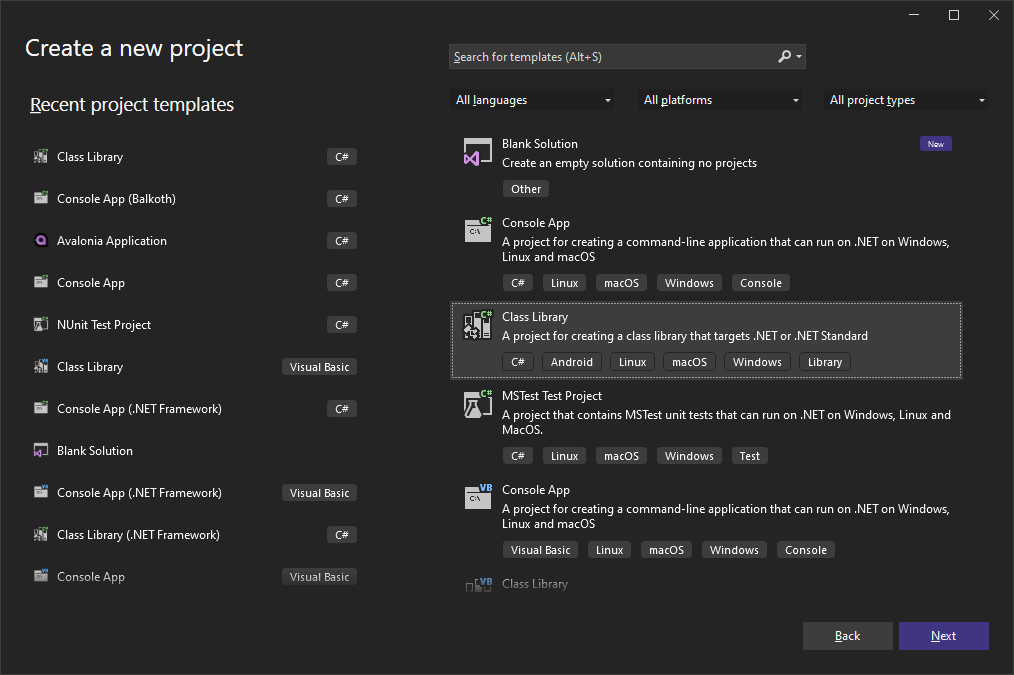 Create a new project
Search for templates (Alt+S)
Recent project templates
All languages
All platforms
All project types
Class Library C#
Console App (Balkoth) C#
Avalonia Application C#
Console App C#
NUnit Test Project C#
Class Library Visual Basic
Console App (.NET Framework) C#
Blank Solution
Console App (.NET Framework) Visual Basic
Class Library (.NET Framework) C#
Console App Visual Basic
Blank Solution New
Create an empty solution containing no projects
Other
C#
C:\
Console App
A project for creating a command-line application that can run on .NET on Windows,
Linux and macOS
C# Linux macOS Windows Console
C#
Class Library
A project for creating a class library that targets .NET or .NET Standard
C# Android Linux macOS Windows Library
C#
MSTest Test Project
A project that contains MSTest unit tests that can run on .NET on Windows, Linux and
MacOS.
C# Linux macOS Windows Test
VB
C:\
Console App
A project for creating a command-line application that can run on .NET on Windows,
Linux and macOS
Visual Basic Linux macOS Windows Console
VB
Class Library
Back
Next